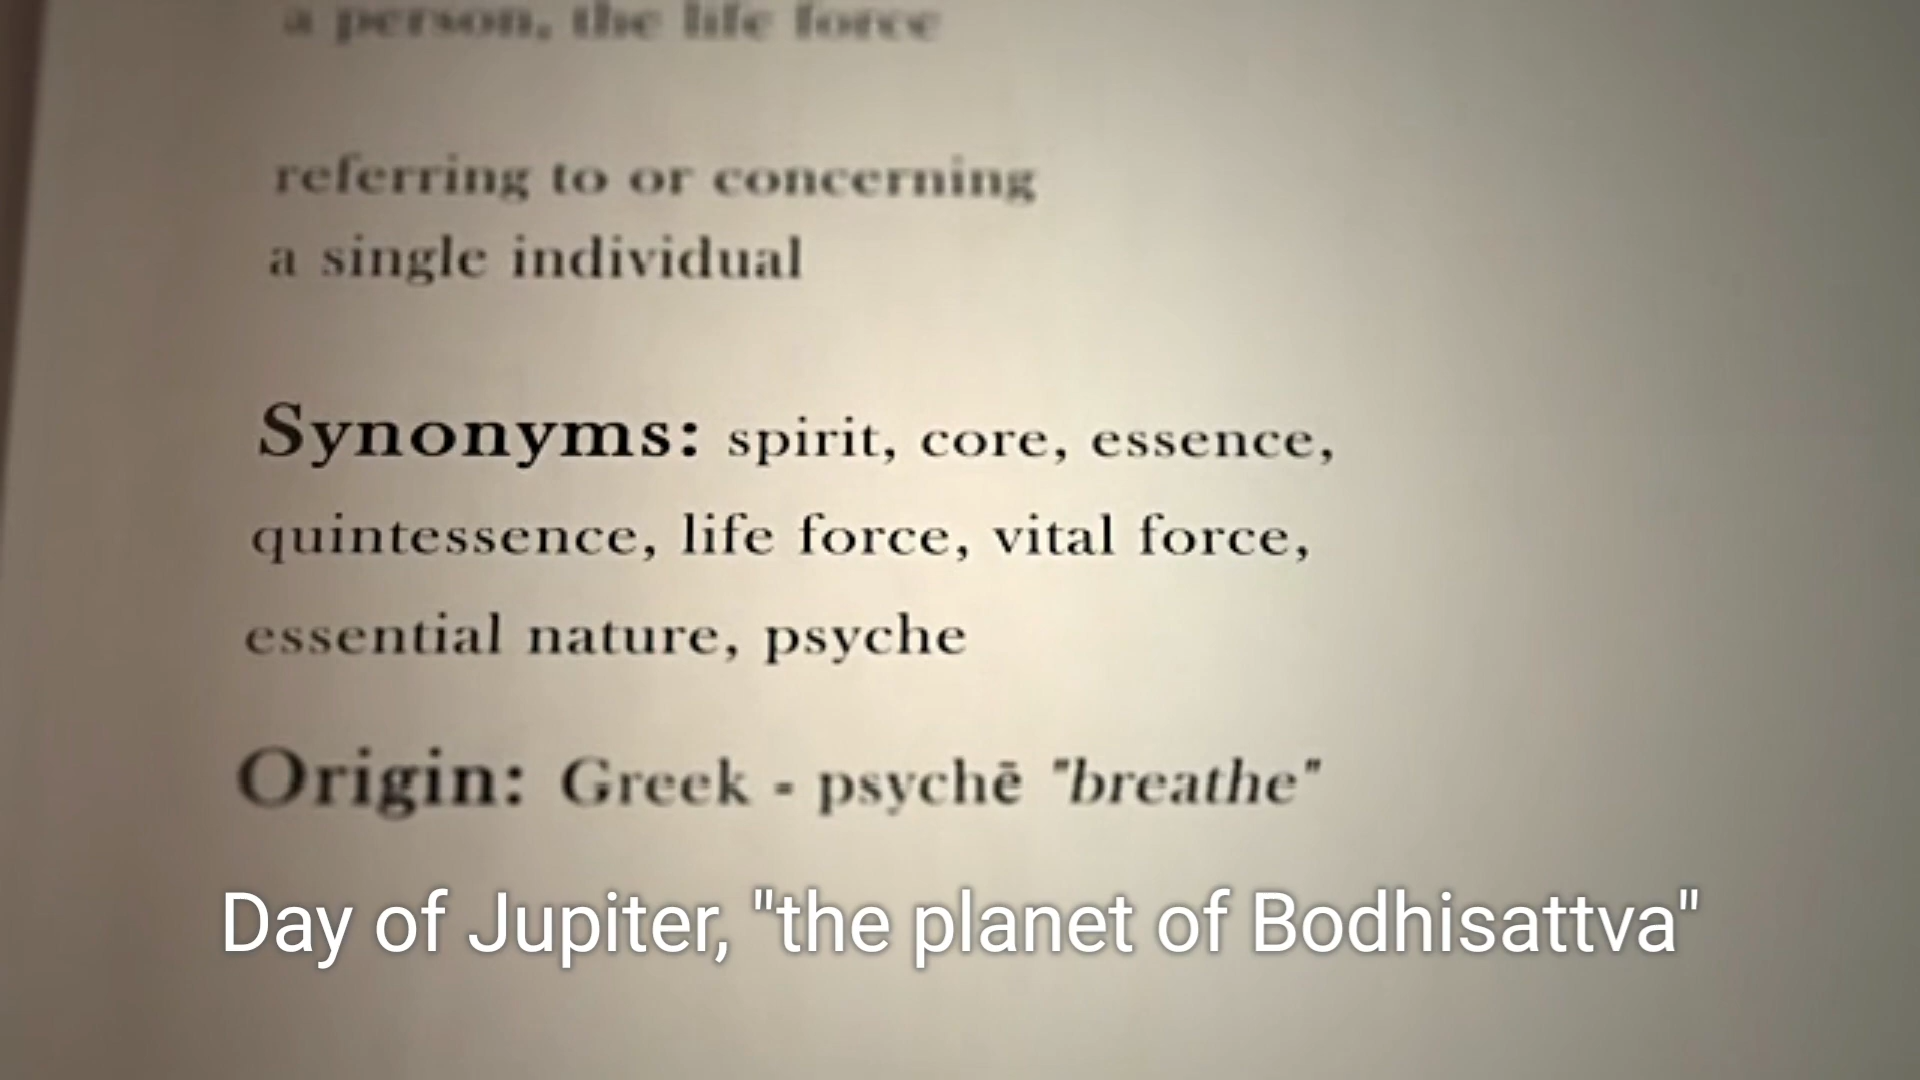 a person, the life force
referring to or concerning
a single individual
Synonyms: spirit, core, essence,
quintessence, life force, vital force,
essential nature, psyche
Origin: Greek - psychē "breathe"
Day of Jupiter, "the planet of Bodhisattva"